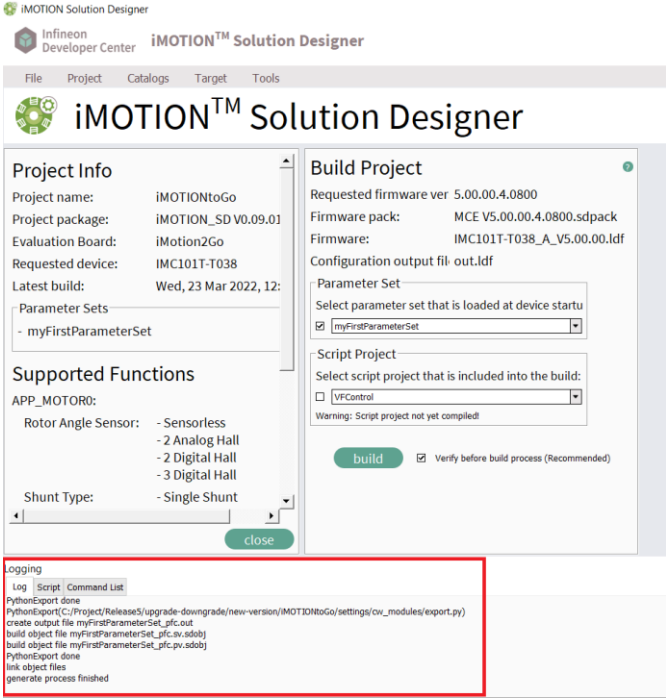 iMOTION Solution Designer
Infineon
Developer Center
iMOTION™ Solution Designer
File Project Catalogs Target Tools
iMOTION™ Solution Designer
Project Info
Project name: iMOTIONtoGo
Project package: iMOTION_SD V0.09.01
Evaluation Board: iMotion2Go
Requested device: IMC101T-T038
Latest build: Wed, 23 Mar 2022, 12:
Parameter Sets
- myFirstParameterSet
Supported Functions
APP_MOTOR0:
Rotor Angle Sensor: - Sensorless
- 2 Analog Hall
- 2 Digital Hall
- 3 Digital Hall
Shunt Type: - Single Shunt
close
Build Project
?
Requested firmware ver 5.00.00.4.0800
Firmware pack: MCE V5.00.00.4.0800.sdpack
Firmware: IMC101T-T038_A_V5.00.00.ldf
Configuration output fil out.ldf
Parameter Set
Select parameter set that is loaded at device startu
myFirstParameterSet
Script Project
Select script project that is included into the build:
VFControl
Warning: Script project not yet compiled!
build Verify before build process (Recommended)
Logging
Log Script Command List
PythonExport done
PythonExport(C:/Project/Release5/upgrade-downgrade/new-version/iMOTIONtoGo/settings/cw_modules/export.py)
create output file myFirstParameterSet_pfc.out
build object file myFirstParameterSet_pfc.sv.sdobj
build object file myFirstParameterSet_pfc.pv.sdobj
PythonExport done
link object files
generate process finished